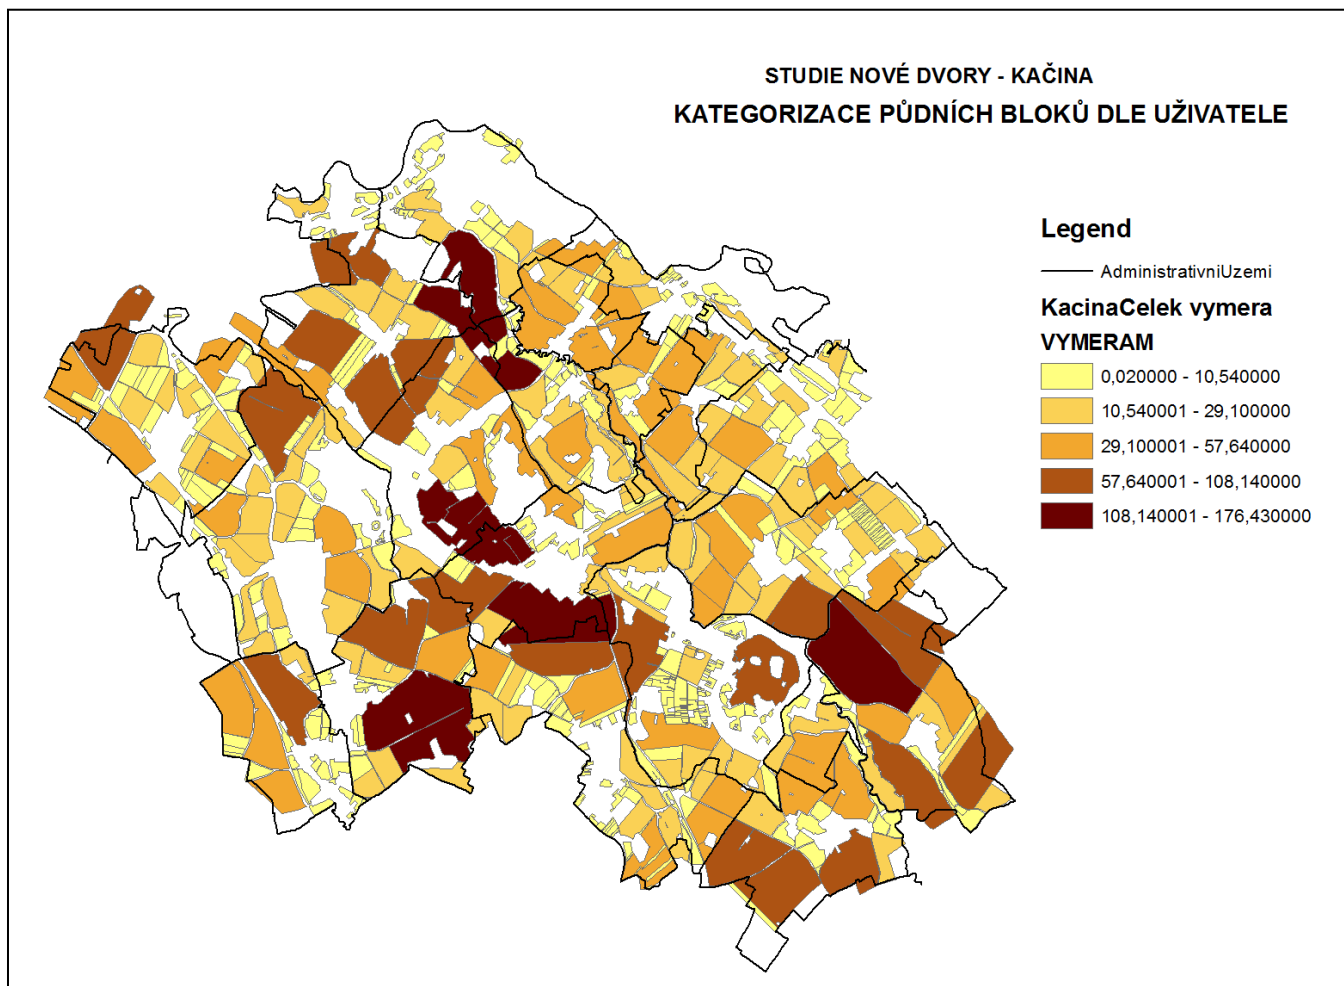 STUDIE NOVÉ DVORY - KAČINA
KATEGORIZACE PŮDNÍCH BLOKŮ DLE UŽIVATELE
Legend
AdministrativniUzemi
KacinaCelek vymera
VYMERAM
0,020000 - 10,540000
10,540001 - 29,100000
29,100001 - 57,640000
57,640001 - 108,140000
108,140001 - 176,430000